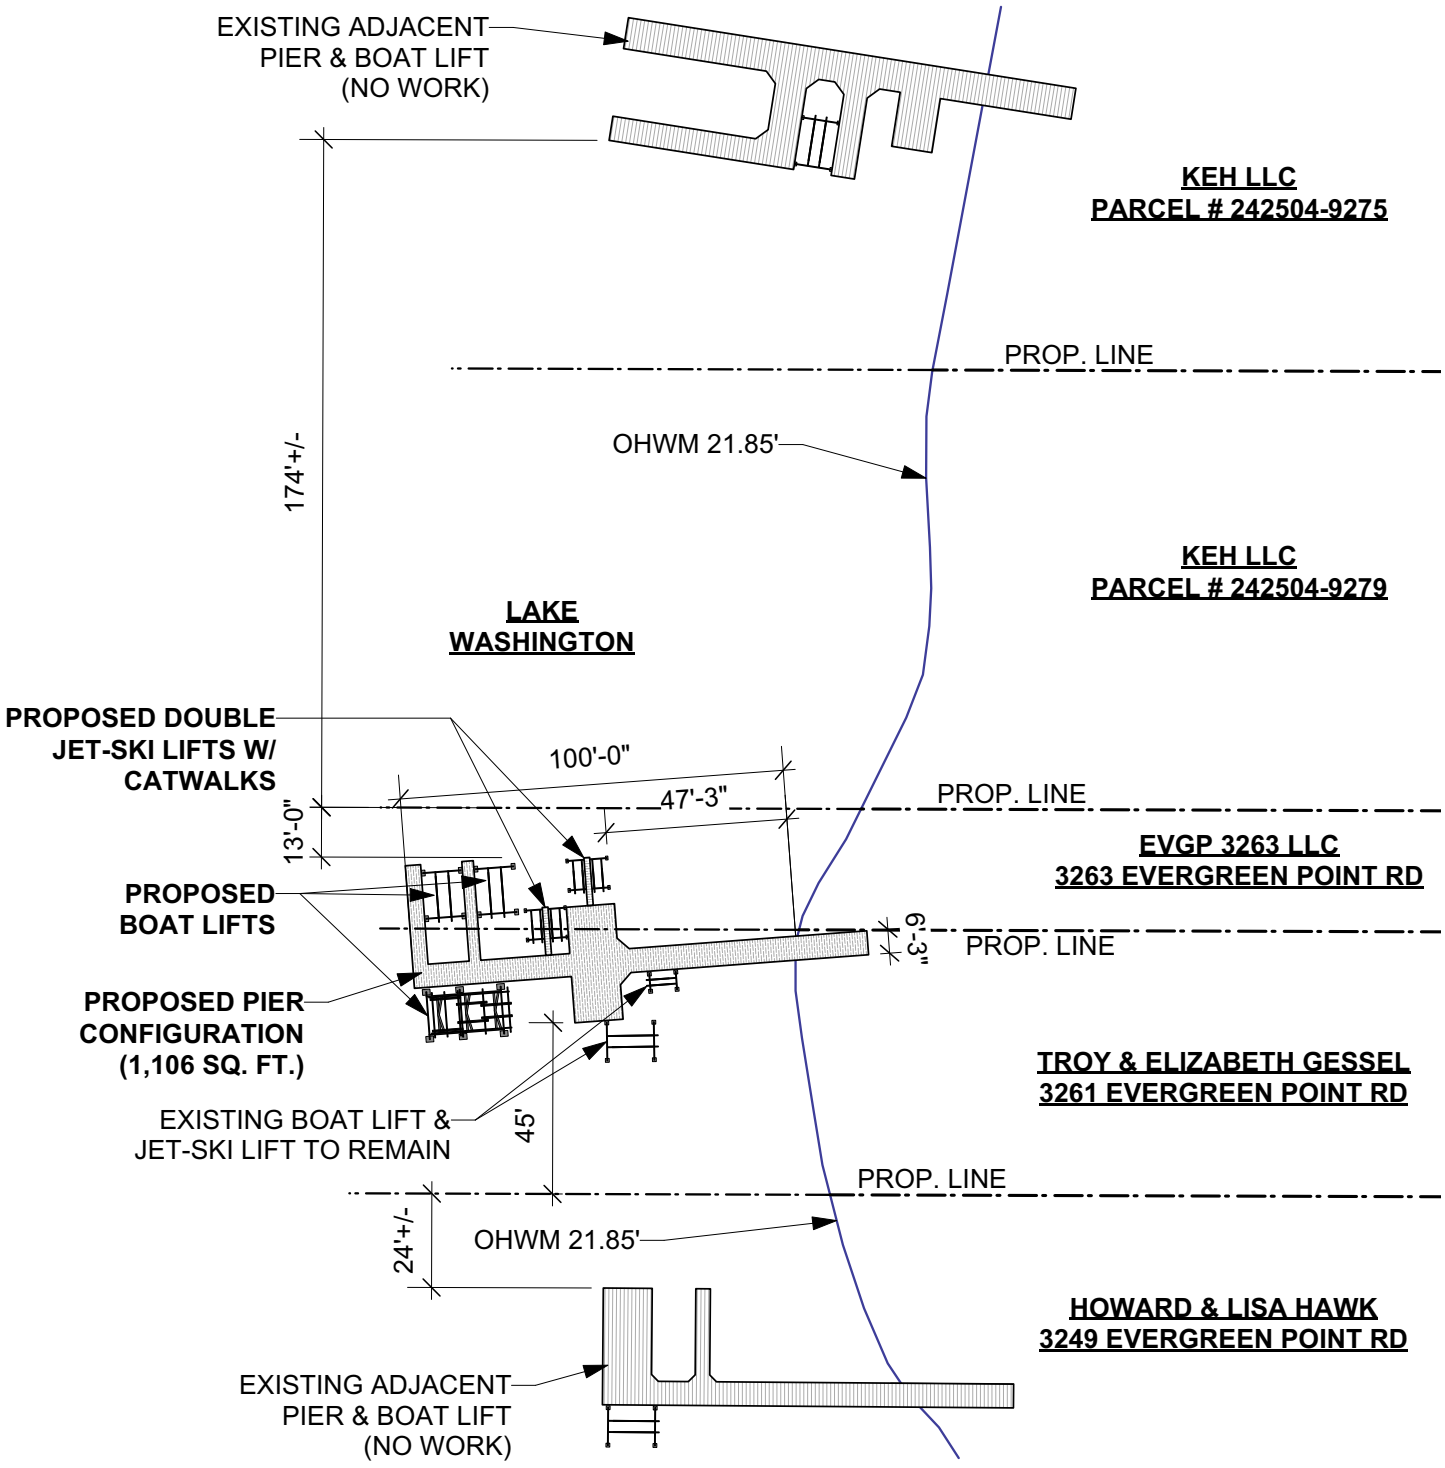 EXISTING ADJACENT
PIER & BOAT LIFT
(NO WORK)
KEH LLC
PARCEL # 242504-9275
PROP. LINE
OHWM 21.85'
174'+/-
KEH LLC
PARCEL # 242504-9279
LAKE
WASHINGTON
PROPOSED DOUBLE
JET-SKI LIFTS W/
CATWALKS
100'-0"
47'-3"
PROP. LINE
13'-0"
EVGP 3263 LLC
3263 EVERGREEN POINT RD
PROPOSED
BOAT LIFTS
6'-3"
PROP. LINE
PROPOSED PIER
CONFIGURATION
(1,106 SQ. FT.)
TROY & ELIZABETH GESSEL
3261 EVERGREEN POINT RD
EXISTING BOAT LIFT &
JET-SKI LIFT TO REMAIN
45'
PROP. LINE
24'+/-
OHWM 21.85'
HOWARD & LISA HAWK
3249 EVERGREEN POINT RD
EXISTING ADJACENT
PIER & BOAT LIFT
(NO WORK)